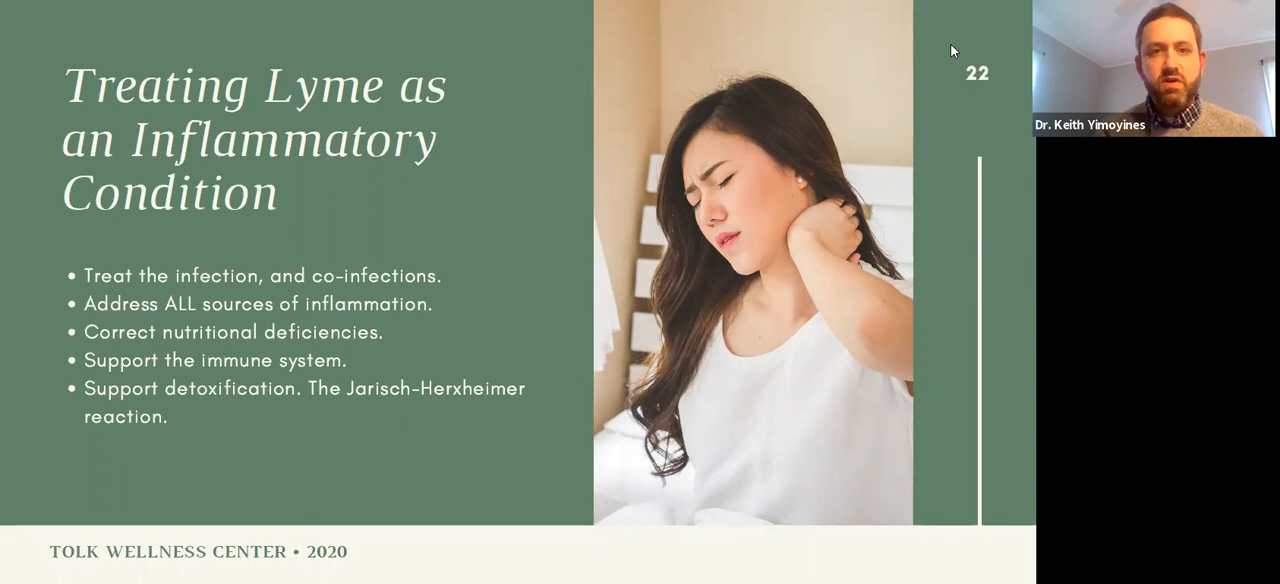 Treating Lyme as
an Inflammatory
Condition
• Treat the infection, and co-infections.
• Address ALL sources of inflammation.
• Correct nutritional deficiencies.
• Support the immune system.
• Support detoxification. The Jarisch-Herxheimer
reaction.
22
Dr. Keith Yimoyines
TOLK WELLNESS CENTER • 2020